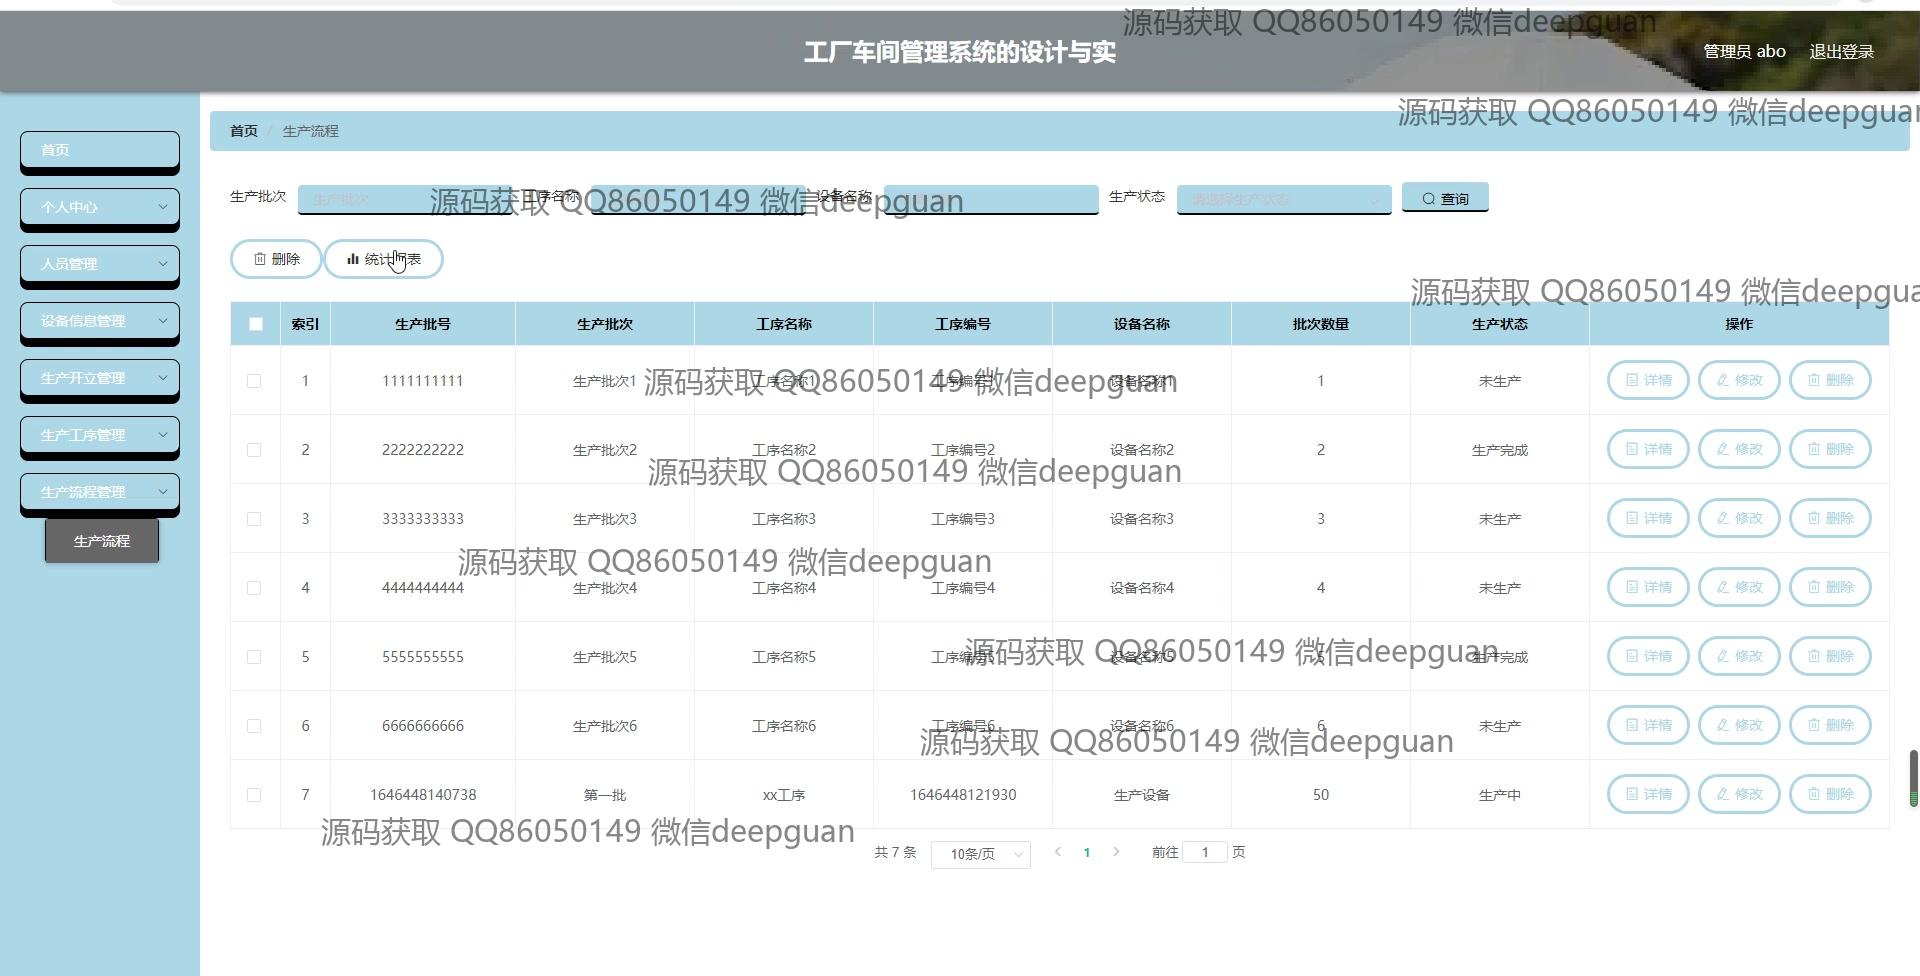 源码获取 QQ86050149 微信deepguan
工厂车间管理系统的设计与实
管理员 abo 退出登录
源码获取 QQ86050149 微信deepguan
首页
个人中心
人员管理
设备信息管理
生产开立管理
生产工序管理
生产流程管理
生产流程
首页 / 生产流程
生产批次 生产批次 工序名称 设备名称 生产状态 请选择生产状态 查询
源码获取 QQ86050149 微信deepguan
删除 统计报表
源码获取 QQ86050149 微信deepgua
索引 生产批号 生产批次 工序名称 工序编号 设备名称 批次数量 生产状态 操作
1 1111111111 生产批次1 工序名称1 工序编号1 设备名称1 1 未生产 详情 修改 删除
源码获取 QQ86050149 微信deepguan
2 2222222222 生产批次2 工序名称2 工序编号2 设备名称2 2 生产完成 详情 修改 删除
源码获取 QQ86050149 微信deepguan
3 3333333333 生产批次3 工序名称3 工序编号3 设备名称3 3 未生产 详情 修改 删除
源码获取 QQ86050149 微信deepguan
4 4444444444 生产批次4 工序名称4 工序编号4 设备名称4 4 未生产 详情 修改 删除
源码获取 QQ86050149 微信deepguan
5 5555555555 生产批次5 工序名称5 工序编号5 设备名称5 5 生产完成 详情 修改 删除
6 6666666666 生产批次6 工序名称6 工序编号6 设备名称6 6 未生产 详情 修改 删除
源码获取 QQ86050149 微信deepguan
7 1646448140738 第一批 xx工序 1646448121930 生产设备 50 生产中 详情 修改 删除
源码获取 QQ86050149 微信deepguan
共 7 条 10条/页 1 前往 1 页